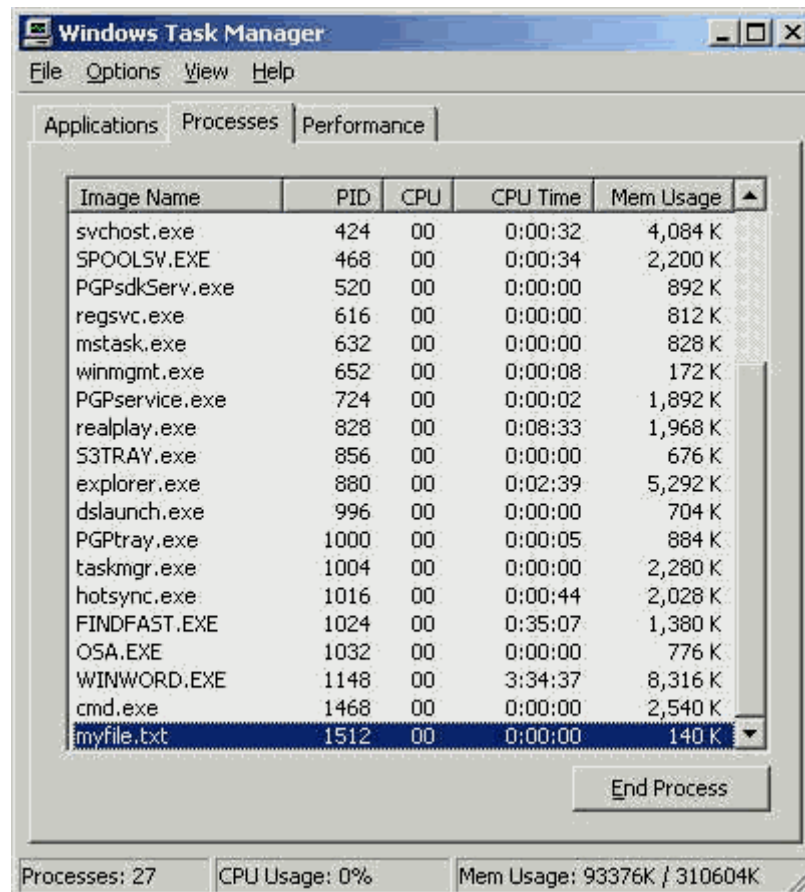 Windows Task Manager
File Options View Help
Applications Processes Performance
Image Name PID CPU CPU Time Mem Usage
svchost.exe 424 00 0:00:32 4,084 K
SPOOLSV.EXE 468 00 0:00:34 2,200 K
PGPsdkServ.exe 520 00 0:00:00 892 K
regsvc.exe 616 00 0:00:00 812 K
mstask.exe 632 00 0:00:00 828 K
winmgmt.exe 652 00 0:00:08 172 K
PGPservice.exe 724 00 0:00:02 1,892 K
realplay.exe 828 00 0:08:33 1,968 K
S3TRAY.exe 856 00 0:00:00 676 K
explorer.exe 880 00 0:02:39 5,292 K
dslaunch.exe 996 00 0:00:00 704 K
PGPtray.exe 1000 00 0:00:05 884 K
taskmgr.exe 1004 00 0:00:00 2,280 K
hotsync.exe 1016 00 0:00:44 2,028 K
FINDFAST.EXE 1024 00 0:35:07 1,380 K
OSA.EXE 1032 00 0:00:00 776 K
WINWORD.EXE 1148 00 3:34:37 8,316 K
cmd.exe 1468 00 0:00:00 2,540 K
myfile.txt 1512 00 0:00:00 140 K
End Process
Processes: 27 CPU Usage: 0% Mem Usage: 93376K / 310604K